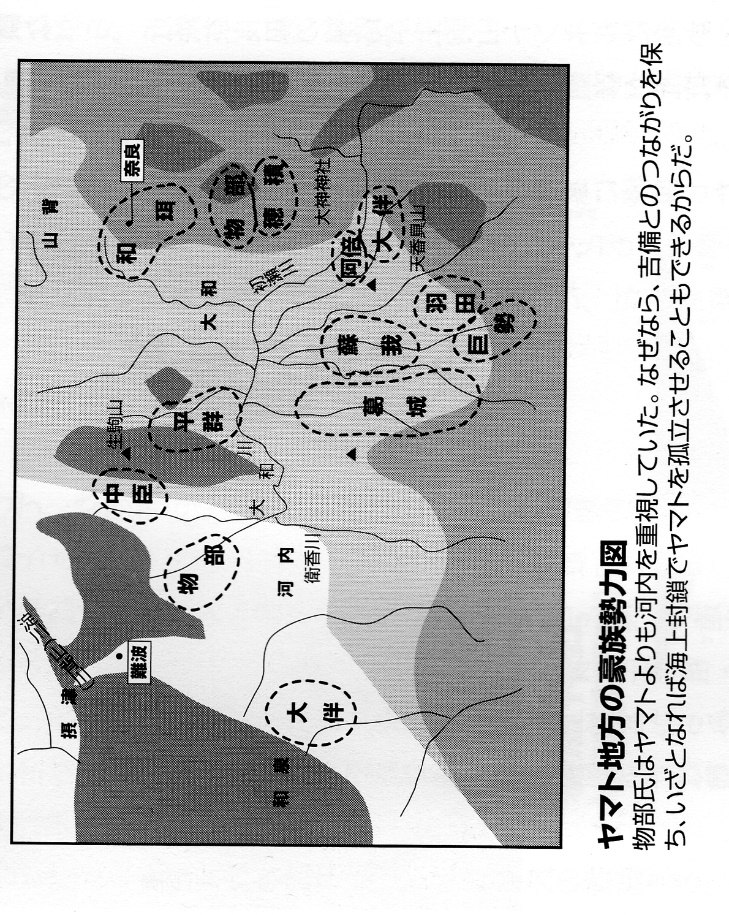 ヤマト地方の豪族勢力図
物部氏はヤマトよりも河内を重視していた。なぜなら、吉備とのつながりを保
ち、いざとなれば海上封鎖でヤマトを孤立させることもできるからだ。
摂津
難波
和泉
大伴
物部
河内
衛香川
中臣
生駒山
平群
大和川
葛城
蘇我
大和
山背
奈良
和珥
物部
穂積
初瀬川
大神神社
阿倍
大伴
天香具山
羽田
巨勢